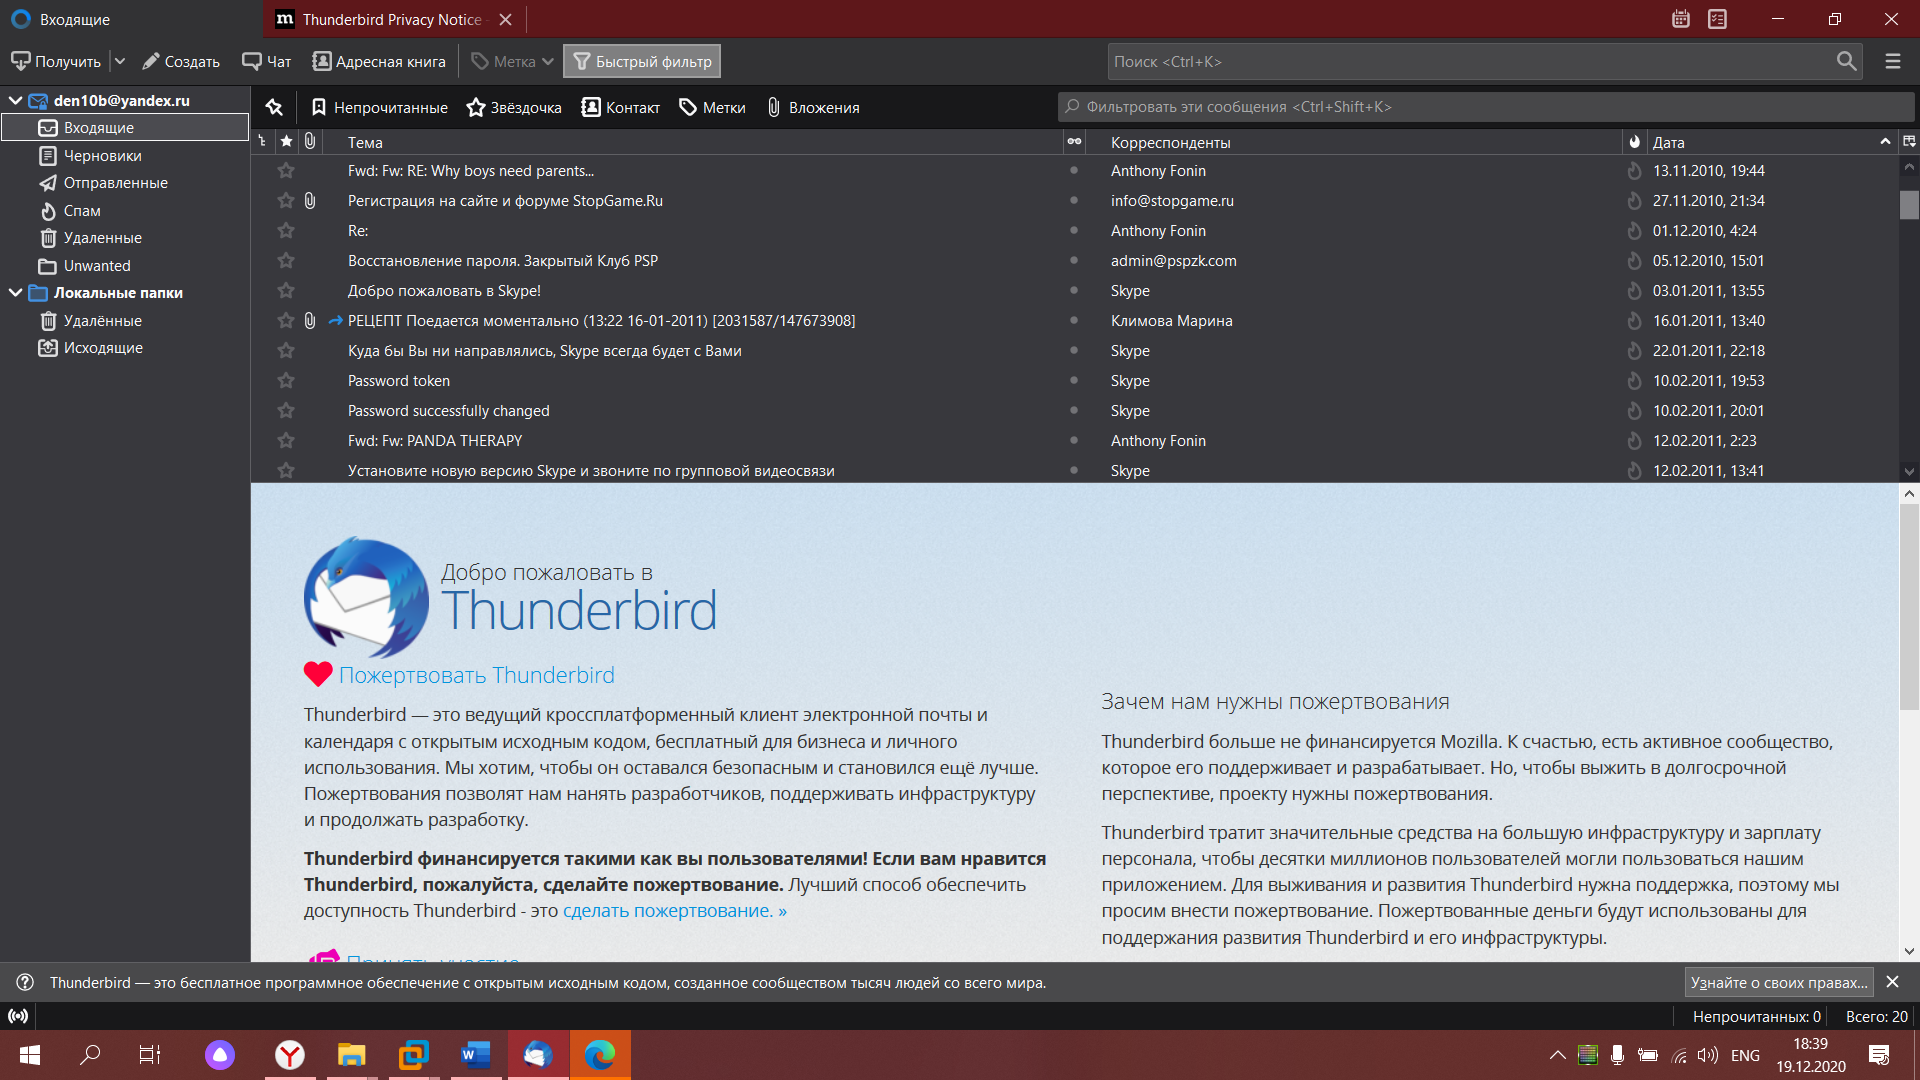 Входящие
Thunderbird Privacy Notice
Получить
Создать
Чат
Адресная книга
Метка
Быстрый фильтр
Поиск <Ctrl+K>
den10b@yandex.ru
Входящие
Черновики
Отправленные
Спам
Удаленные
Unwanted
Локальные папки
Удалённые
Исходящие
Непрочитанные
Звёздочка
Контакт
Метки
Вложения
Фильтровать эти сообщения <Ctrl+Shift+K>
Тема Корреспонденты Дата
Fwd: Fw: RE: Why boys need parents... Anthony Fonin 13.11.2010, 19:44
Регистрация на сайте и форуме StopGame.Ru info@stopgame.ru 27.11.2010, 21:34
Re: Anthony Fonin 01.12.2010, 4:24
Восстановление пароля. Закрытый Клуб PSP admin@pspzk.com 05.12.2010, 15:01
Добро пожаловать в Skype! Skype 03.01.2011, 13:55
РЕЦЕПТ Поедается моментально (13:22 16-01-2011) [2031587/147673908] Климова Марина 16.01.2011, 13:40
Куда бы Вы ни направлялись, Skype всегда будет с Вами Skype 22.01.2011, 22:18
Password token Skype 10.02.2011, 19:53
Password successfully changed Skype 10.02.2011, 20:01
Fwd: Fw: PANDA THERAPY Anthony Fonin 12.02.2011, 2:23
Установите новую версию Skype и звоните по групповой видеосвязи Skype 12.02.2011, 13:41
Добро пожаловать в
Thunderbird
Пожертвовать Thunderbird
Thunderbird — это ведущий кроссплатформенный клиент электронной почты и
календаря с открытым исходным кодом, бесплатный для бизнеса и личного
использования. Мы хотим, чтобы он оставался безопасным и становился ещё лучше.
Пожертвования позволят нам нанять разработчиков, поддерживать инфраструктуру
и продолжать разработку.
Thunderbird финансируется такими как вы пользователями! Если вам нравится
Thunderbird, пожалуйста, сделайте пожертвование. Лучший способ обеспечить
доступность Thunderbird - это сделать пожертвование. »
Принять участие
Зачем нам нужны пожертвования
Thunderbird больше не финансируется Mozilla. К счастью, есть активное сообщество,
которое его поддерживает и разрабатывает. Но, чтобы выжить в долгосрочной
перспективе, проекту нужны пожертвования.
Thunderbird тратит значительные средства на большую инфраструктуру и зарплату
персонала, чтобы десятки миллионов пользователей могли пользоваться нашим
приложением. Для выживания и развития Thunderbird нужна поддержка, поэтому мы
просим внести пожертвование. Пожертвованные деньги будут использованы для
поддержания развития Thunderbird и его инфраструктуры.
Thunderbird — это бесплатное программное обеспечение с открытым исходным кодом, созданное сообществом тысяч людей со всего мира.
Узнайте о своих правах...
Непрочитанных: 0
Всего: 20
ENG
18:39
19.12.2020